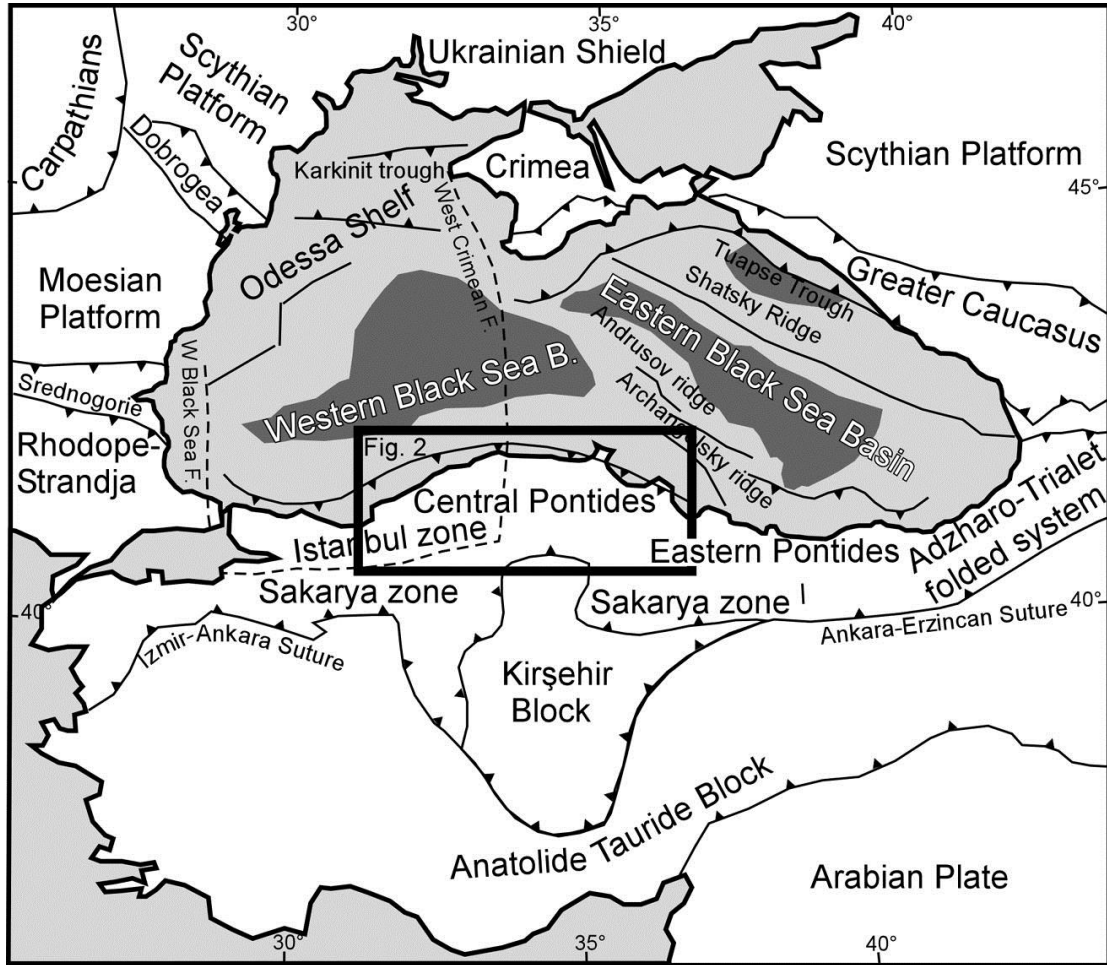 30°
35°
40°
Ukrainian Shield
Scythian
Platform
Carpathians
Dobrogea
Karkinit trough
Crimea
Scythian Platform
45°
Odessa Shelf
West Crimean F.
Moesian
Platform
Tuapse Trough
Shatsky Ridge
Greater Caucasus
Eastern Black Sea Basin
Andrusov ridge
Archangelsky ridge
Western Black Sea B.
W Black Sea F.
Srednogorie
Rhodope-
Strandja
Fig. 2
Central Pontides
Istanbul zone
Eastern Pontides
Adzharo-Trialet
folded system
Sakarya zone
Sakarya zone
40°
40°
Izmir-Ankara Suture
Ankara-Erzincan Suture
Kirşehir
Block
Anatolide Tauride Block
Arabian Plate
30°
35°
40°